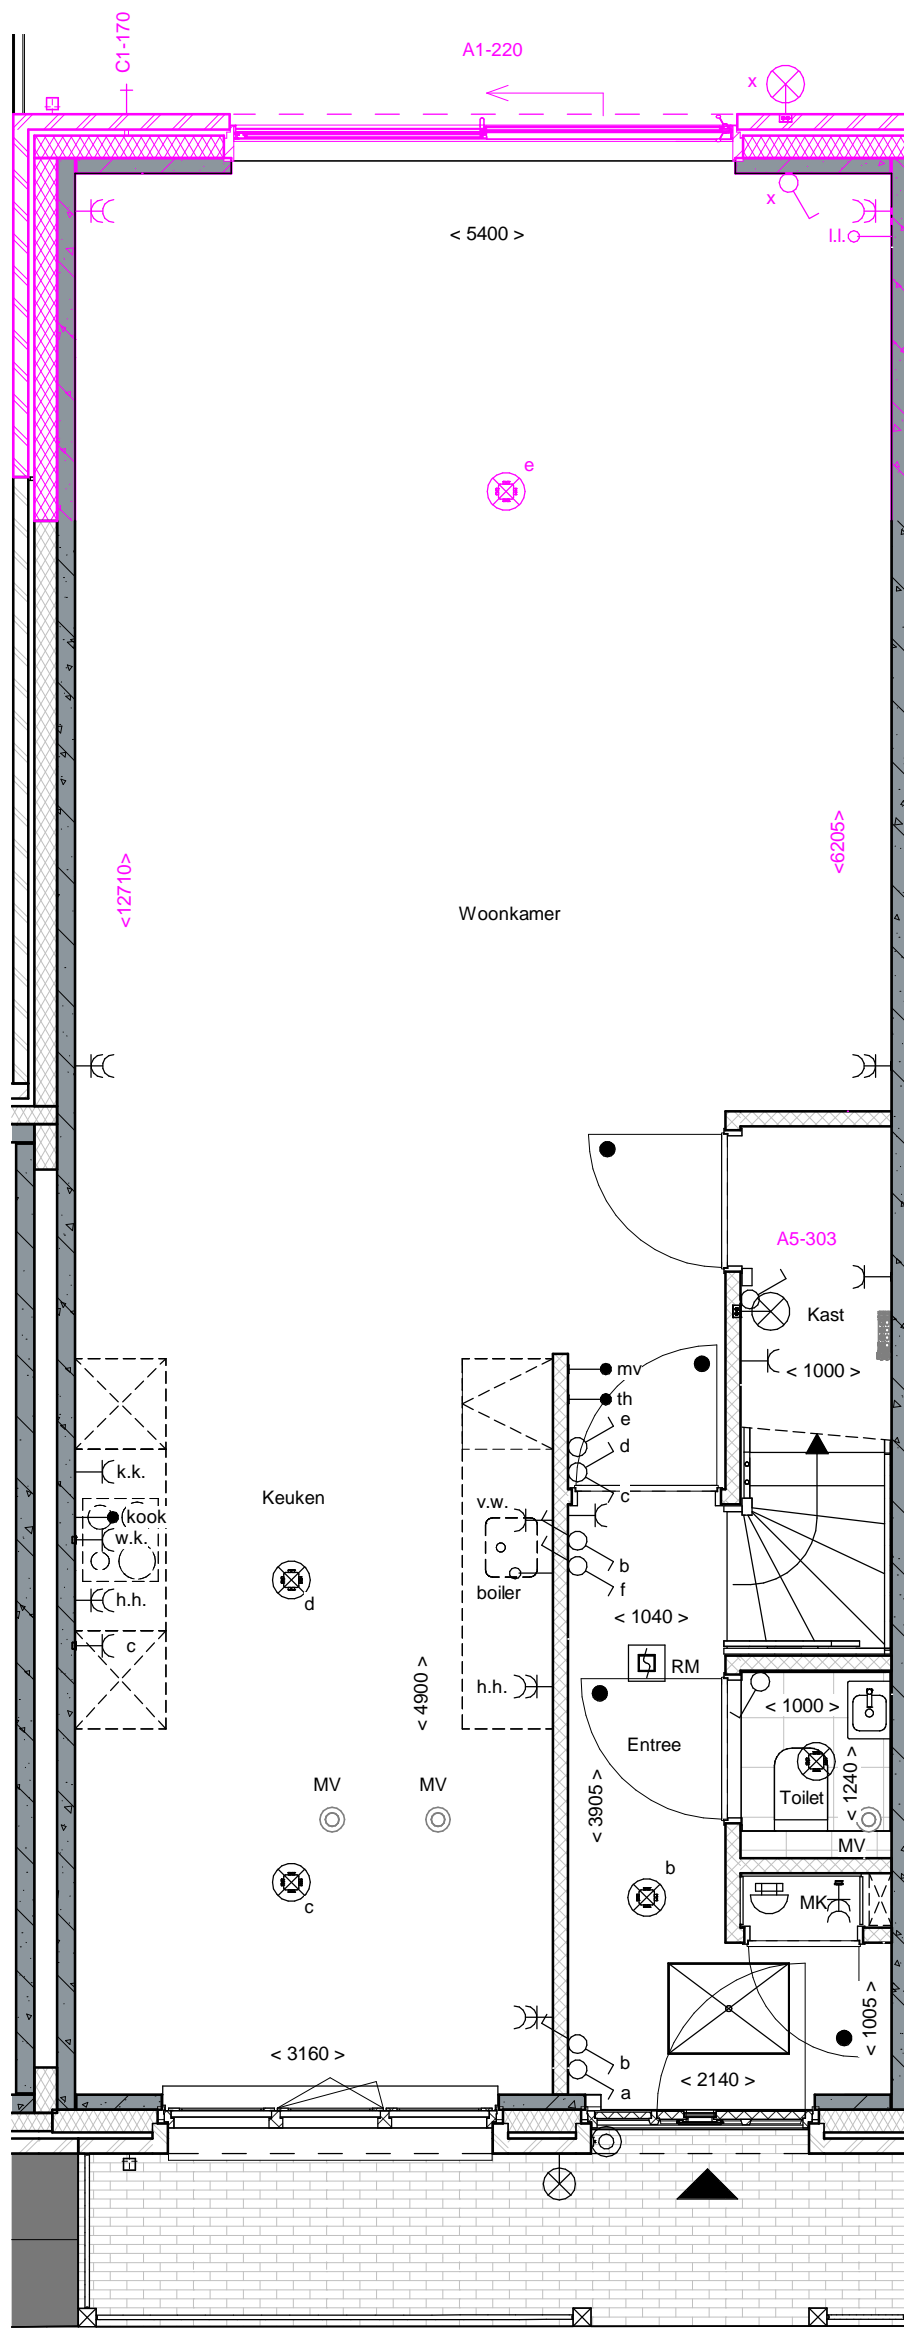 C1-170
A1-220
x
x
l.l.
< 5400 >
e
<12710>
<6205>
Woonkamer
A5-303
Kast
< 1000 >
mv
th
e
d
c
k.k.
Keuken
v.w.
kook
w.k.
b
f
h.h.
d
boiler
< 1040 >
c
< 4900 >
RM
h.h.
< 1000 >
Entree
MV
MV
< 3905 >
Toilet
< 1240 >
MV
b
c
MK
< 1005 >
< 3160 >
b
a
< 2140 >